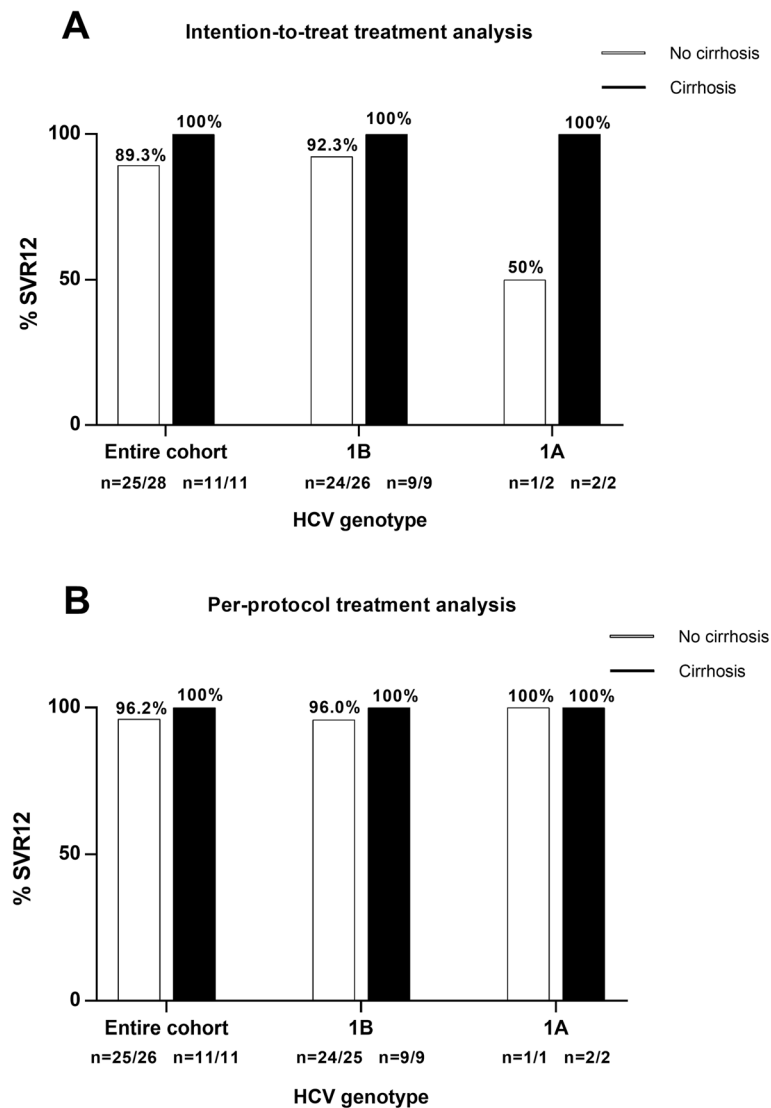 A
Intention-to-treat treatment analysis
No cirrhosis
Cirrhosis
100
50
0
% SVR12
89.3%
100%
92.3%
100%
50%
100%
Entire cohort 1B 1A
n=25/28 n=11/11 n=24/26 n=9/9 n=1/2 n=2/2
HCV genotype
B
Per-protocol treatment analysis
No cirrhosis
Cirrhosis
100
50
0
% SVR12
96.2%
100%
96.0%
100%
100%
100%
Entire cohort 1B 1A
n=25/26 n=11/11 n=24/25 n=9/9 n=1/1 n=2/2
HCV genotype